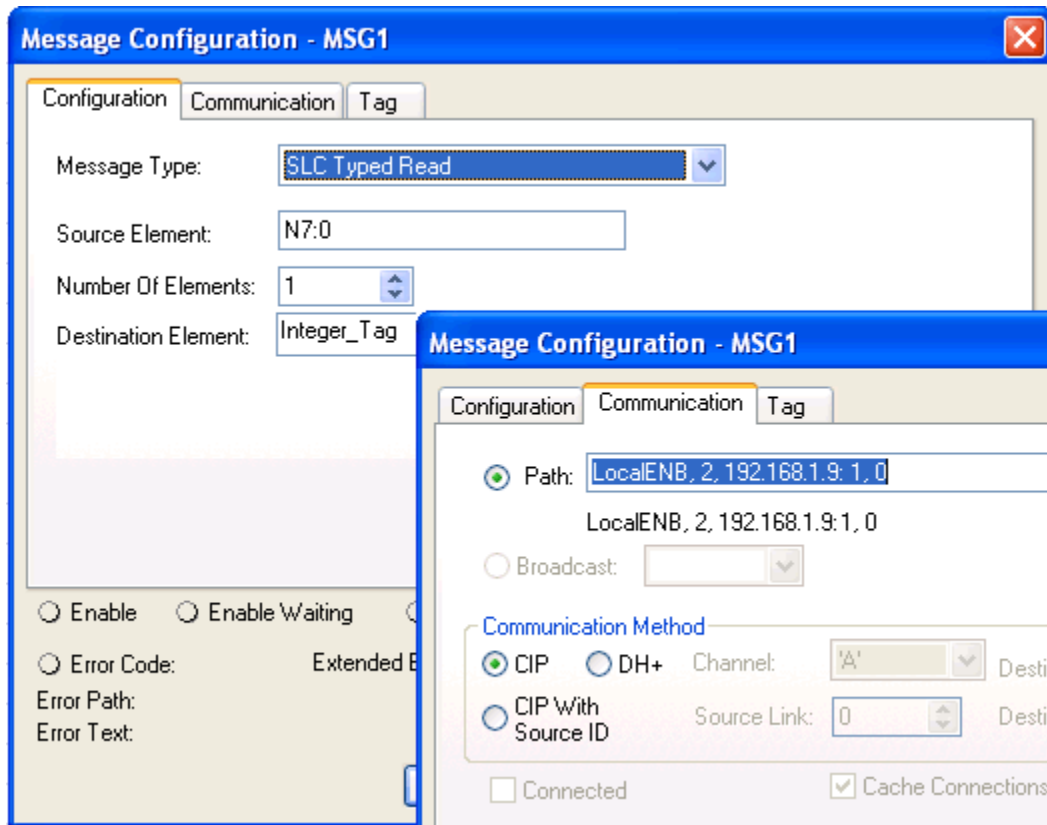 Message Configuration - MSG1
Configuration Communication Tag
Message Type: SLC Typed Read
Source Element: N7:0
Number Of Elements: 1
Destination Element: Integer_Tag
Enable Enable Waiting
Error Code: Extended
Error Path:
Error Text:
Message Configuration - MSG1
Configuration Communication Tag
Path: LocalENB, 2, 192.168.1.9: 1, 0
LocalENB, 2, 192.168.1.9:1, 0
Broadcast:
Communication Method
CIP DH+ Channel: 'A'
CIP With
Source ID
Source Link: 0
Connected Cache Connections